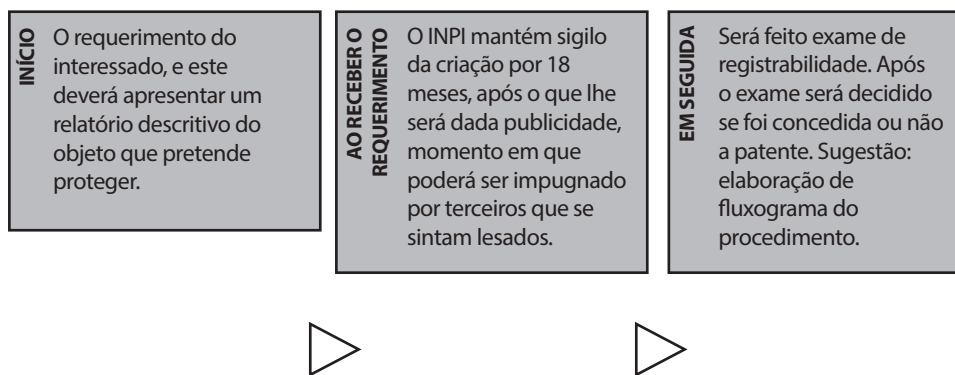 INÍCIO
O requerimento do
interessado, e este
deverá apresentar um
relatório descritivo do
objeto que pretende
proteger.
AO RECEBER O
REQUERIMENTO
O INPI mantém sigilo
da criação por 18
meses, após o que lhe
será dada publicidade,
momento em que
poderá ser impugnado
por terceiros que se
sintam lesados.
EM SEGUIDA
Será feito exame de
registrabilidade. Após
o exame será decidido
se foi concedida ou não
a patente. Sugestão:
elaboração de
fluxograma do
procedimento.